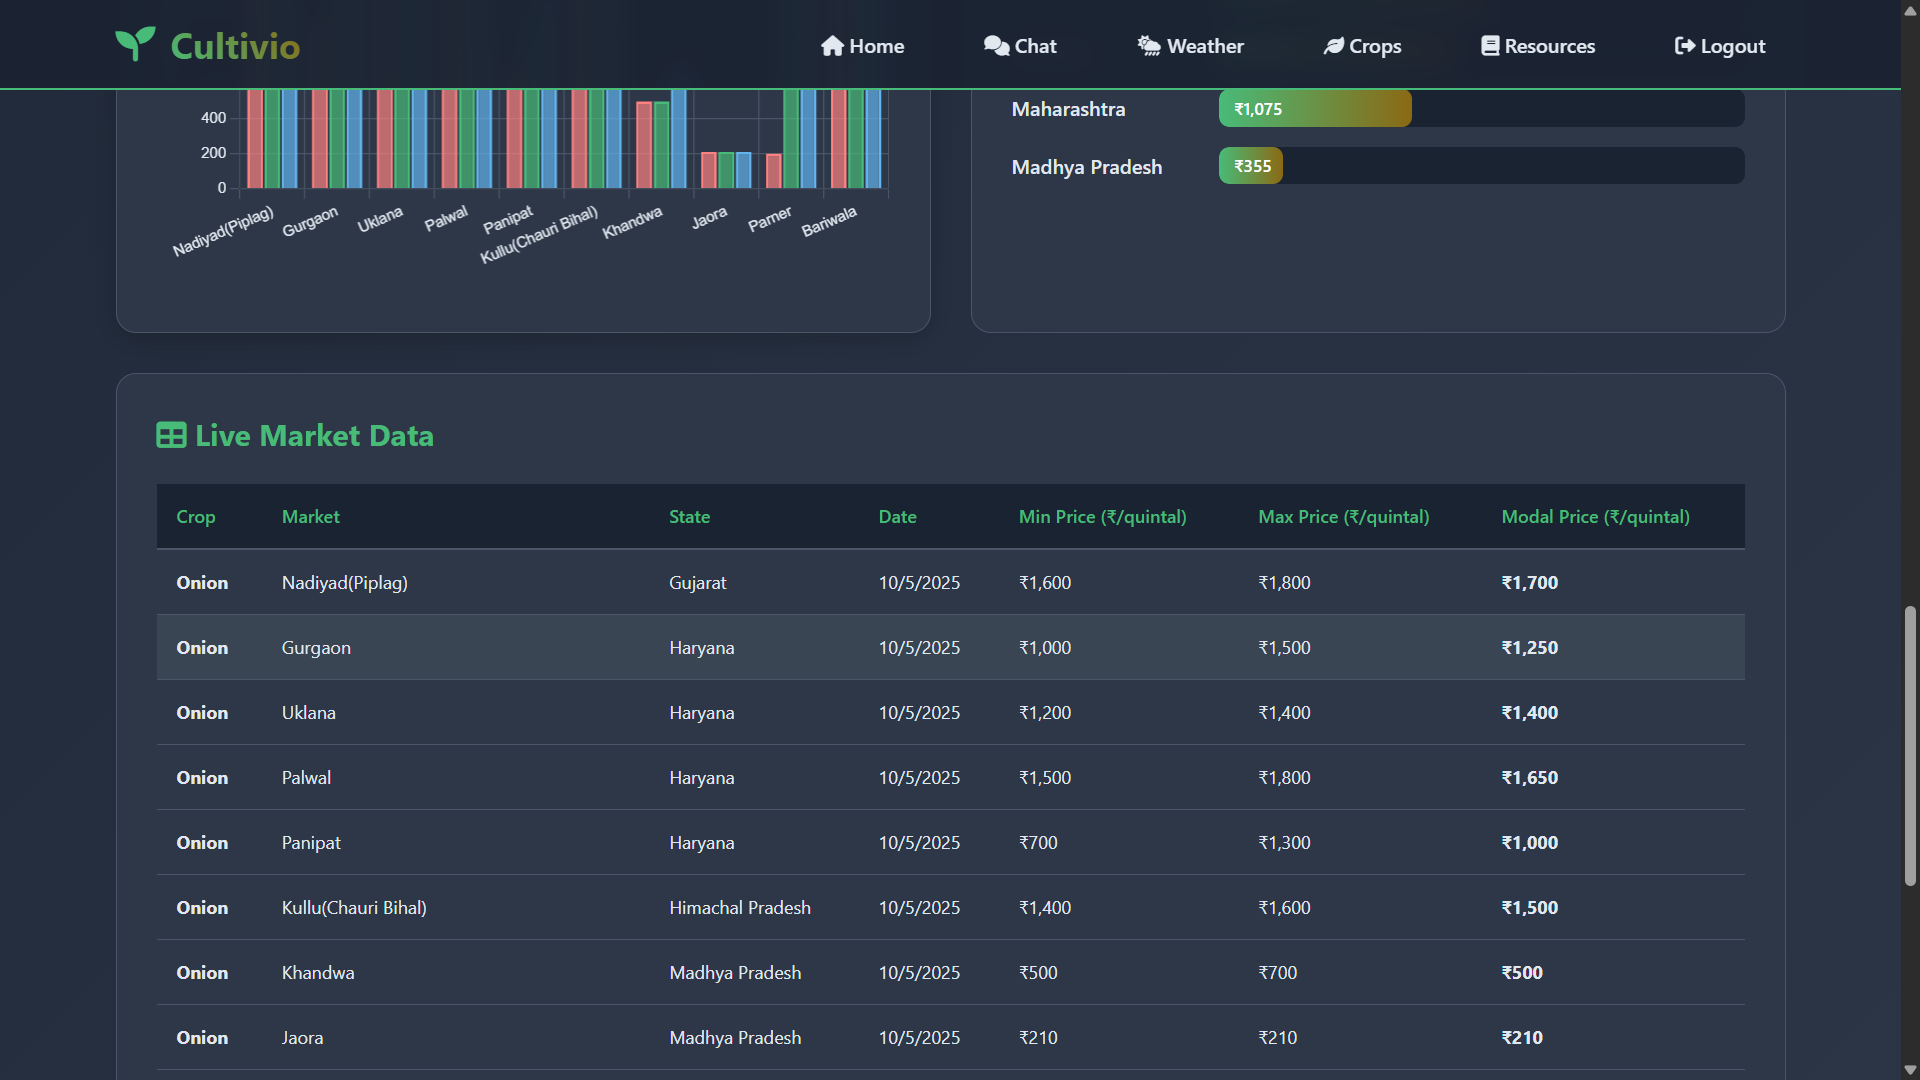 Cultivio
Home Chat Weather Crops Resources Logout
400
200
0
Nadiyad(Piplag) Gurgaon Uklana Palwal Panipat Kullu(Chauri Bihal) Khandwa Jaora Parner Bariwala
Maharashtra ₹1,075
Madhya Pradesh ₹355
Live Market Data
Crop Market State Date Min Price (₹/quintal) Max Price (₹/quintal) Modal Price (₹/quintal)
Onion Nadiyad(Piplag) Gujarat 10/5/2025 ₹1,600 ₹1,800 ₹1,700
Onion Gurgaon Haryana 10/5/2025 ₹1,000 ₹1,500 ₹1,250
Onion Uklana Haryana 10/5/2025 ₹1,200 ₹1,400 ₹1,400
Onion Palwal Haryana 10/5/2025 ₹1,500 ₹1,800 ₹1,650
Onion Panipat Haryana 10/5/2025 ₹700 ₹1,300 ₹1,000
Onion Kullu(Chauri Bihal) Himachal Pradesh 10/5/2025 ₹1,400 ₹1,600 ₹1,500
Onion Khandwa Madhya Pradesh 10/5/2025 ₹500 ₹700 ₹500
Onion Jaora Madhya Pradesh 10/5/2025 ₹210 ₹210 ₹210